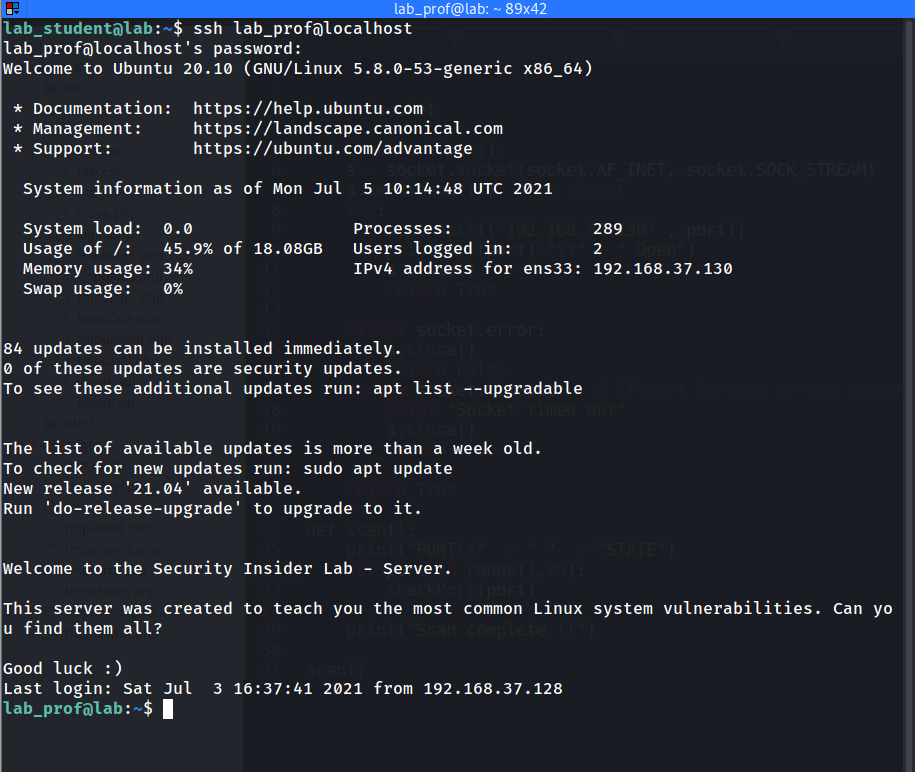 lab_prof@lab: ~ 89x42
lab_student@lab:~$ ssh lab_prof@localhost
lab_prof@localhost's password:
Welcome to Ubuntu 20.10 (GNU/Linux 5.8.0-53-generic x86_64)
* Documentation:  https://help.ubuntu.com
* Management:     https://landscape.canonical.com
* Support:        https://ubuntu.com/advantage
System information as of Mon Jul  5 10:14:48 UTC 2021
System load:  0.0                Processes:              289
Usage of /:   45.9% of 18.08GB   Users logged in:        2
Memory usage: 34%                IPv4 address for ens33: 192.168.37.130
Swap usage:   0%
84 updates can be installed immediately.
0 of these updates are security updates.
To see these additional updates run: apt list --upgradable
The list of available updates is more than a week old.
To check for new updates run: sudo apt update
New release '21.04' available.
Run 'do-release-upgrade' to upgrade to it.
Welcome to the Security Insider Lab - Server.
This server was created to teach you the most common Linux system vulnerabilities. Can yo
u find them all?
Good luck :)
Last login: Sat Jul  3 16:37:41 2021 from 192.168.37.128
lab_prof@lab:~$